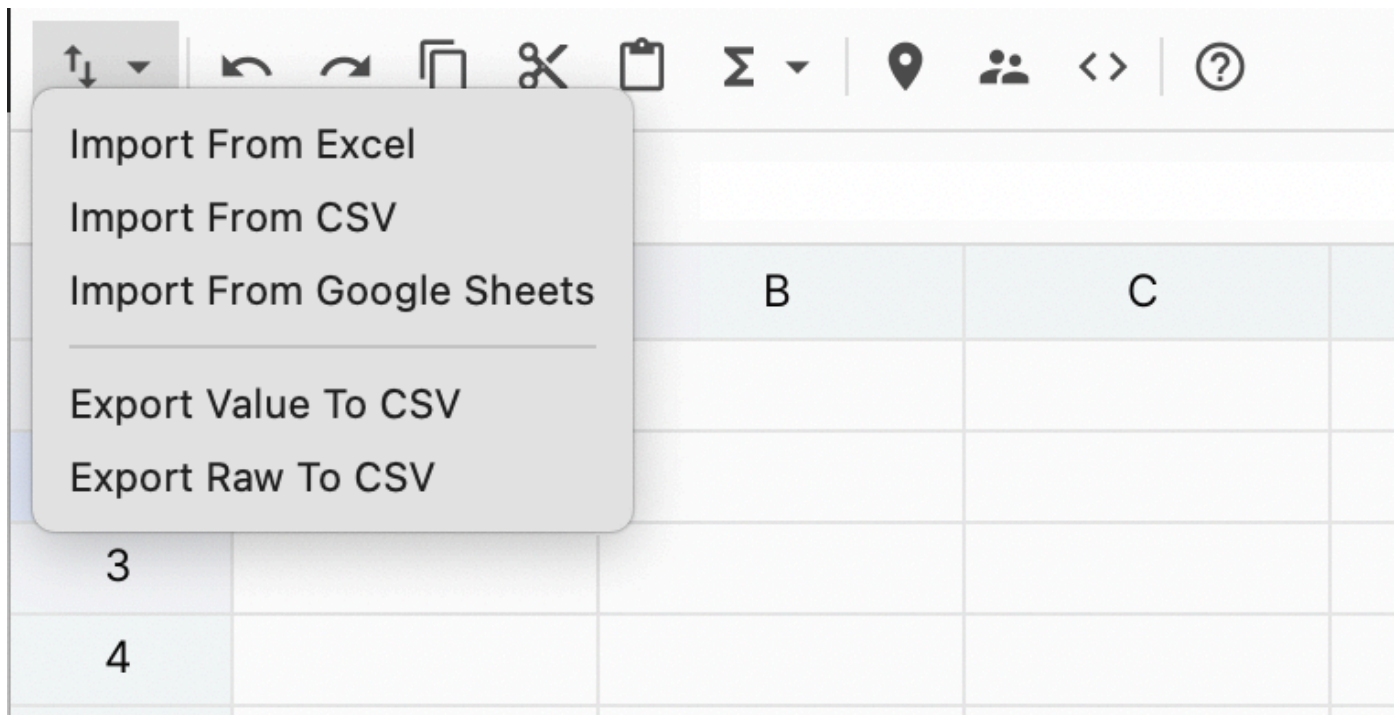 Import From Excel
Import From CSV
Import From Google Sheets
Export Value To CSV
Export Raw To CSV
B
C
3
4